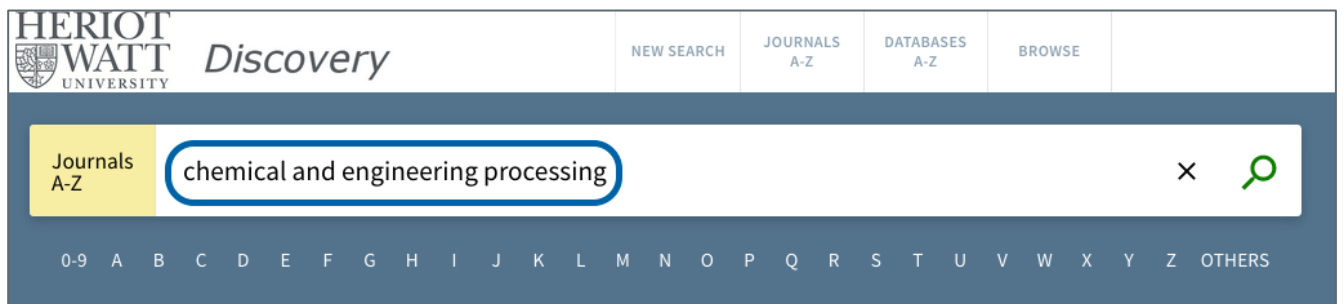 HERIOT
WATT
UNIVERSITY
Discovery
NEW SEARCH
JOURNALS
A-Z
DATABASES
A-Z
BROWSE
Journals
A-Z
chemical and engineering processing
0-9 A B C D E F G H I J K L M N O P Q R S T U V W X Y Z OTHERS